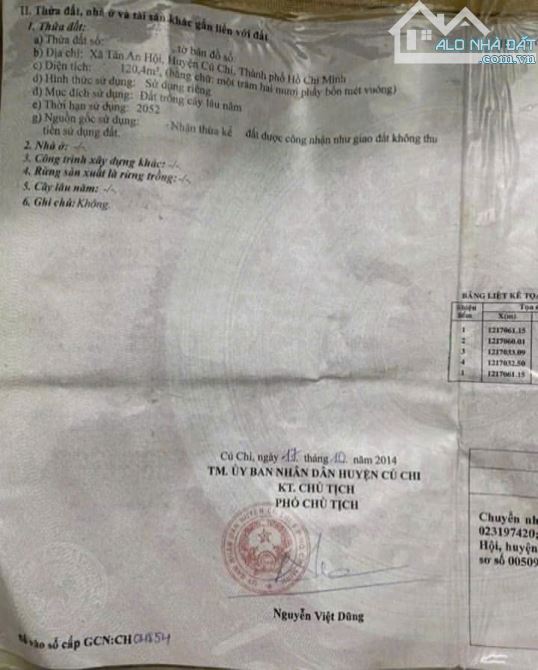 II. Thửa đất, nhà ở và tài sản khác gắn liền với đất
1. Thửa đất:
a) Thửa đất số: tờ bản đồ số:
b) Địa chỉ: Xã Tân An Hội, Huyện Củ Chi, Thành phố Hồ Chí Minh
c) Diện tích: 120,4m², (bằng chữ: một trăm hai mươi phẩy bốn mét vuông)
d) Hình thức sử dụng: Sử dụng riêng
đ) Mục đích sử dụng: Đất trồng cây lâu năm
e) Thời hạn sử dụng: 2052
g) Nguồn gốc sử dụng: - Nhận thừa kế đất được công nhận như giao đất không thu
tiền sử dụng đất.
2. Nhà ở: -/-
3. Công trình xây dựng khác: -/-
4. Rừng sản xuất là rừng trồng: -/-
5. Cây lâu năm: -/-
6. Ghi chú: Không.
ALO NHÀ ĐẤT
.com.vn
BẢNG LIỆT KÊ TỌA
Tọa
X(m)
1 1217061.15
2 1217060.01
3 1217033.09
4 1217032.50
1 1217061.15
Củ Chi, ngày 17 tháng 10 năm 2014
TM. ỦY BAN NHÂN DÂN HUYỆN CỦ CHI
KT. CHỦ TỊCH
PHÓ CHỦ TỊCH
Nguyễn Việt Dũng
Chuyển nh
023197420;
Hội, huyện
sơ số 00509
vào số cấp GCN:CH